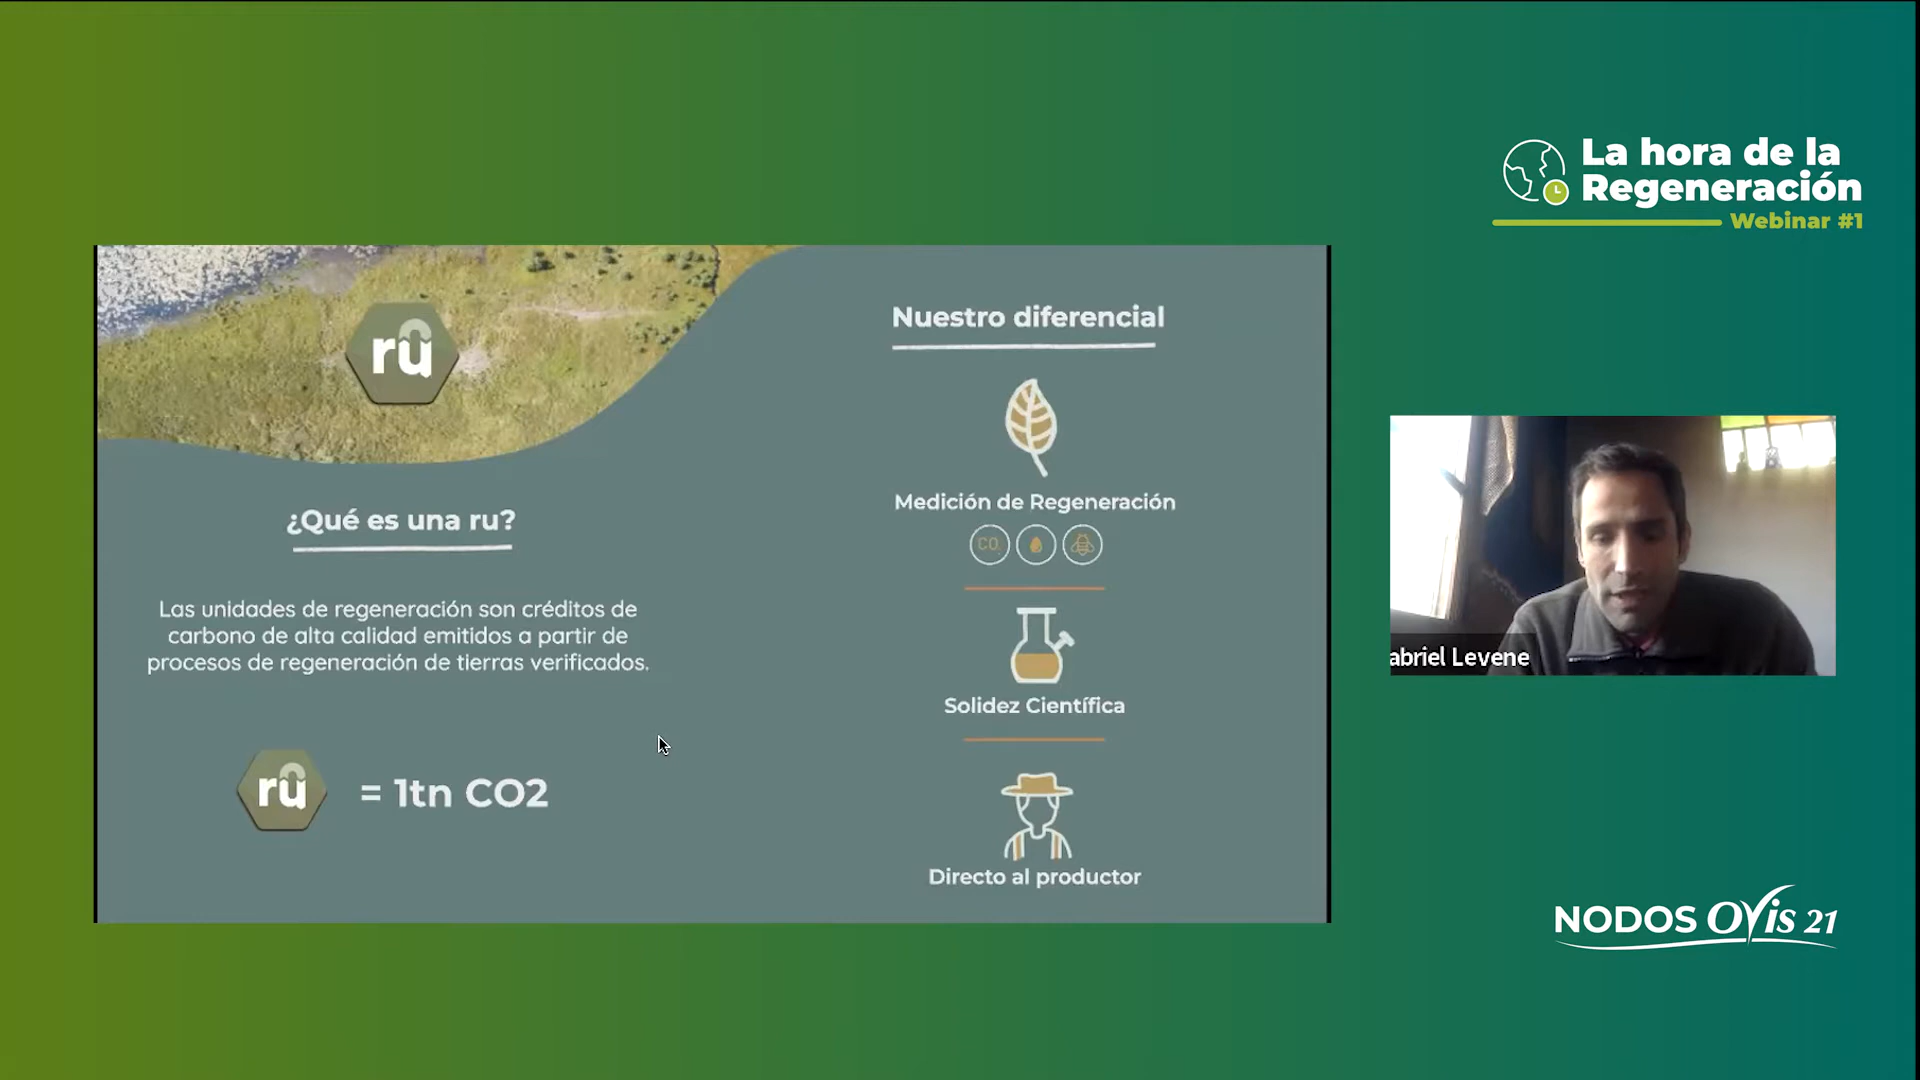 La hora de la
Regeneración
Webinar #1
ru
¿Qué es una ru?
Las unidades de regeneración son créditos de
carbono de alta calidad emitidos a partir de
procesos de regeneración de tierras verificados.
ru = 1tn CO2
Nuestro diferencial
Medición de Regeneración
CO2
Solidez Científica
Directo al productor
abriel Levene
NODOS Ovis 21